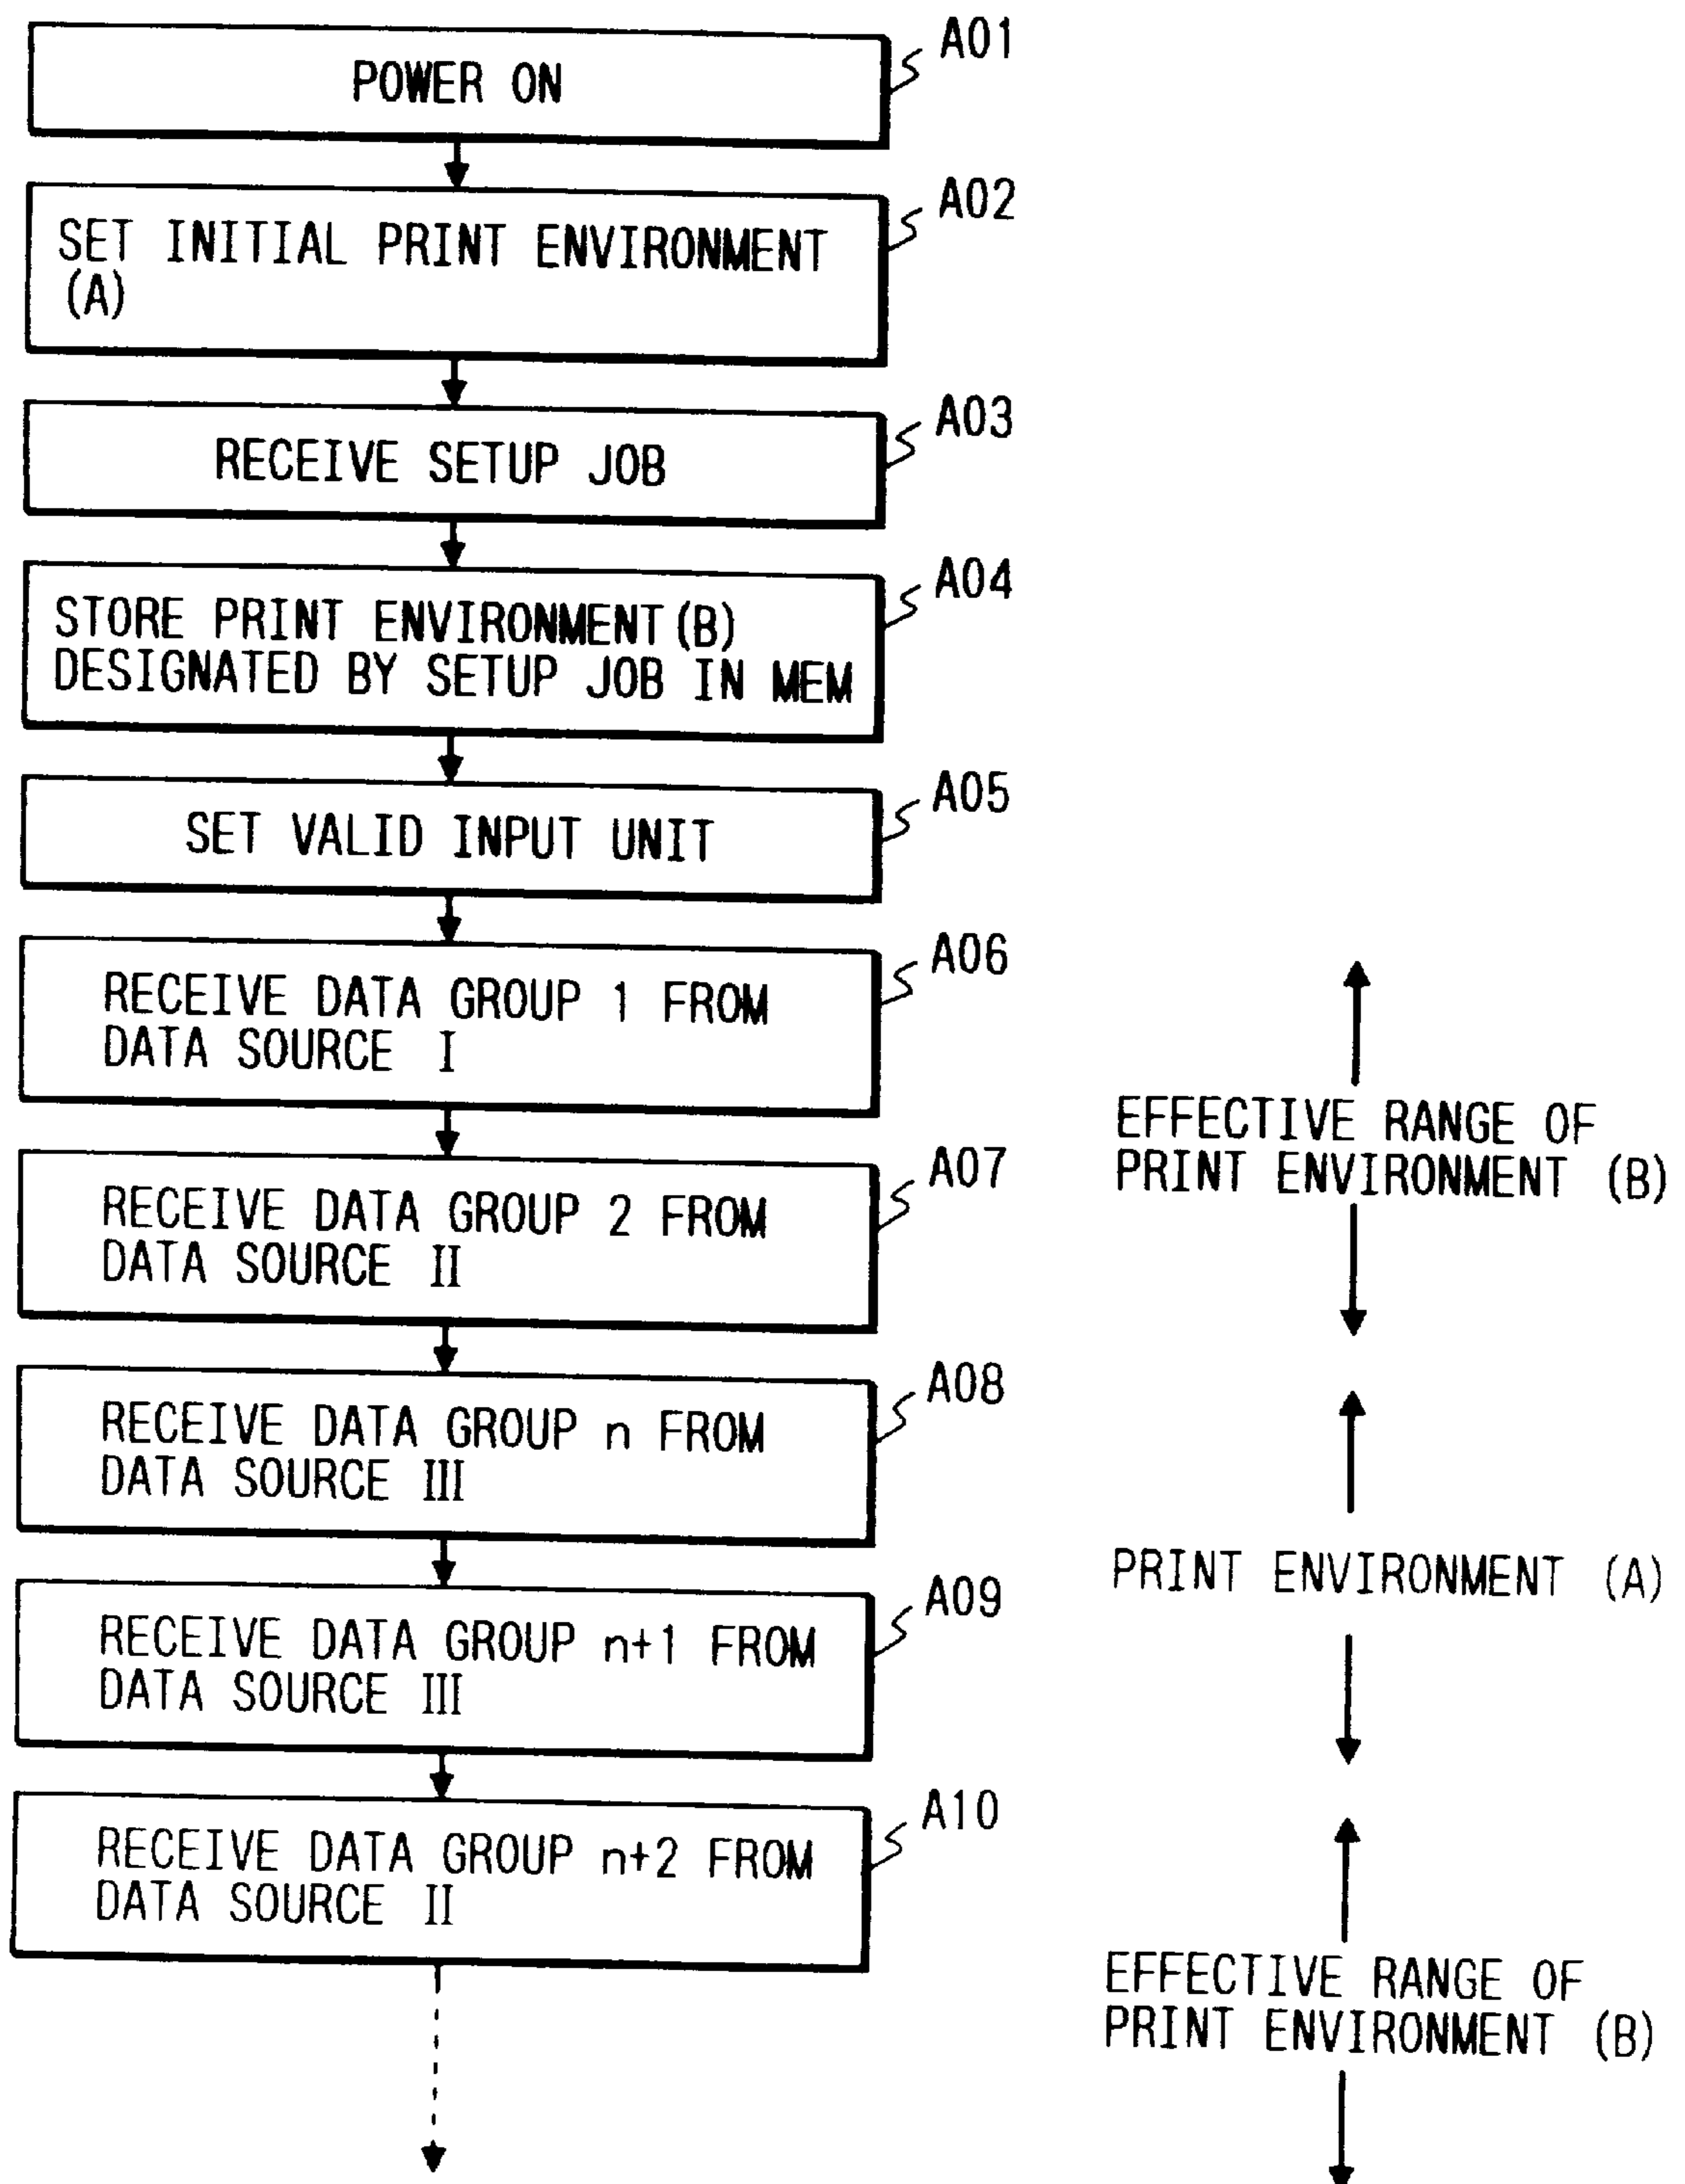 A01
POWER ON
A02
SET INITIAL PRINT ENVIRONMENT
(A)
A03
RECEIVE SETUP JOB
A04
STORE PRINT ENVIRONMENT(B)
DESIGNATED BY SETUP JOB IN MEM
A05
SET VALID INPUT UNIT
A06
RECEIVE DATA GROUP 1 FROM
DATA SOURCE I
EFFECTIVE RANGE OF
PRINT ENVIRONMENT (B)
A07
RECEIVE DATA GROUP 2 FROM
DATA SOURCE II
A08
RECEIVE DATA GROUP n FROM
DATA SOURCE III
PRINT ENVIRONMENT (A)
A09
RECEIVE DATA GROUP n+1 FROM
DATA SOURCE III
A10
RECEIVE DATA GROUP n+2 FROM
DATA SOURCE II
EFFECTIVE RANGE OF
PRINT ENVIRONMENT (B)